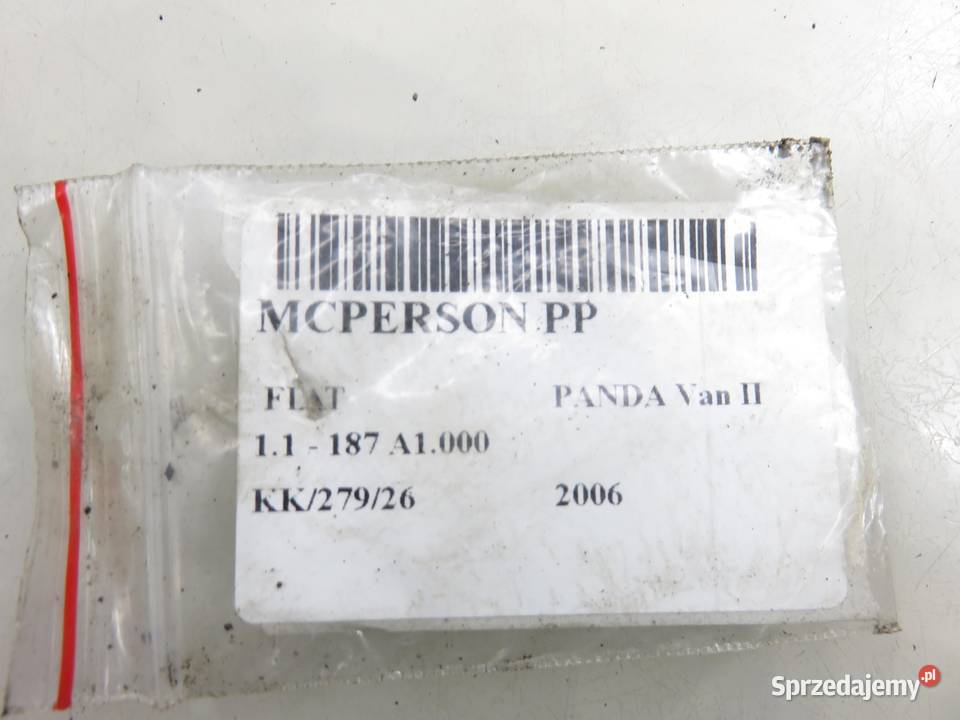 MCPERSON PP
FIAT PANDA Van II
1.1 - 187 A1.000
KK/279/26 2006
Sprzedajemy.pl